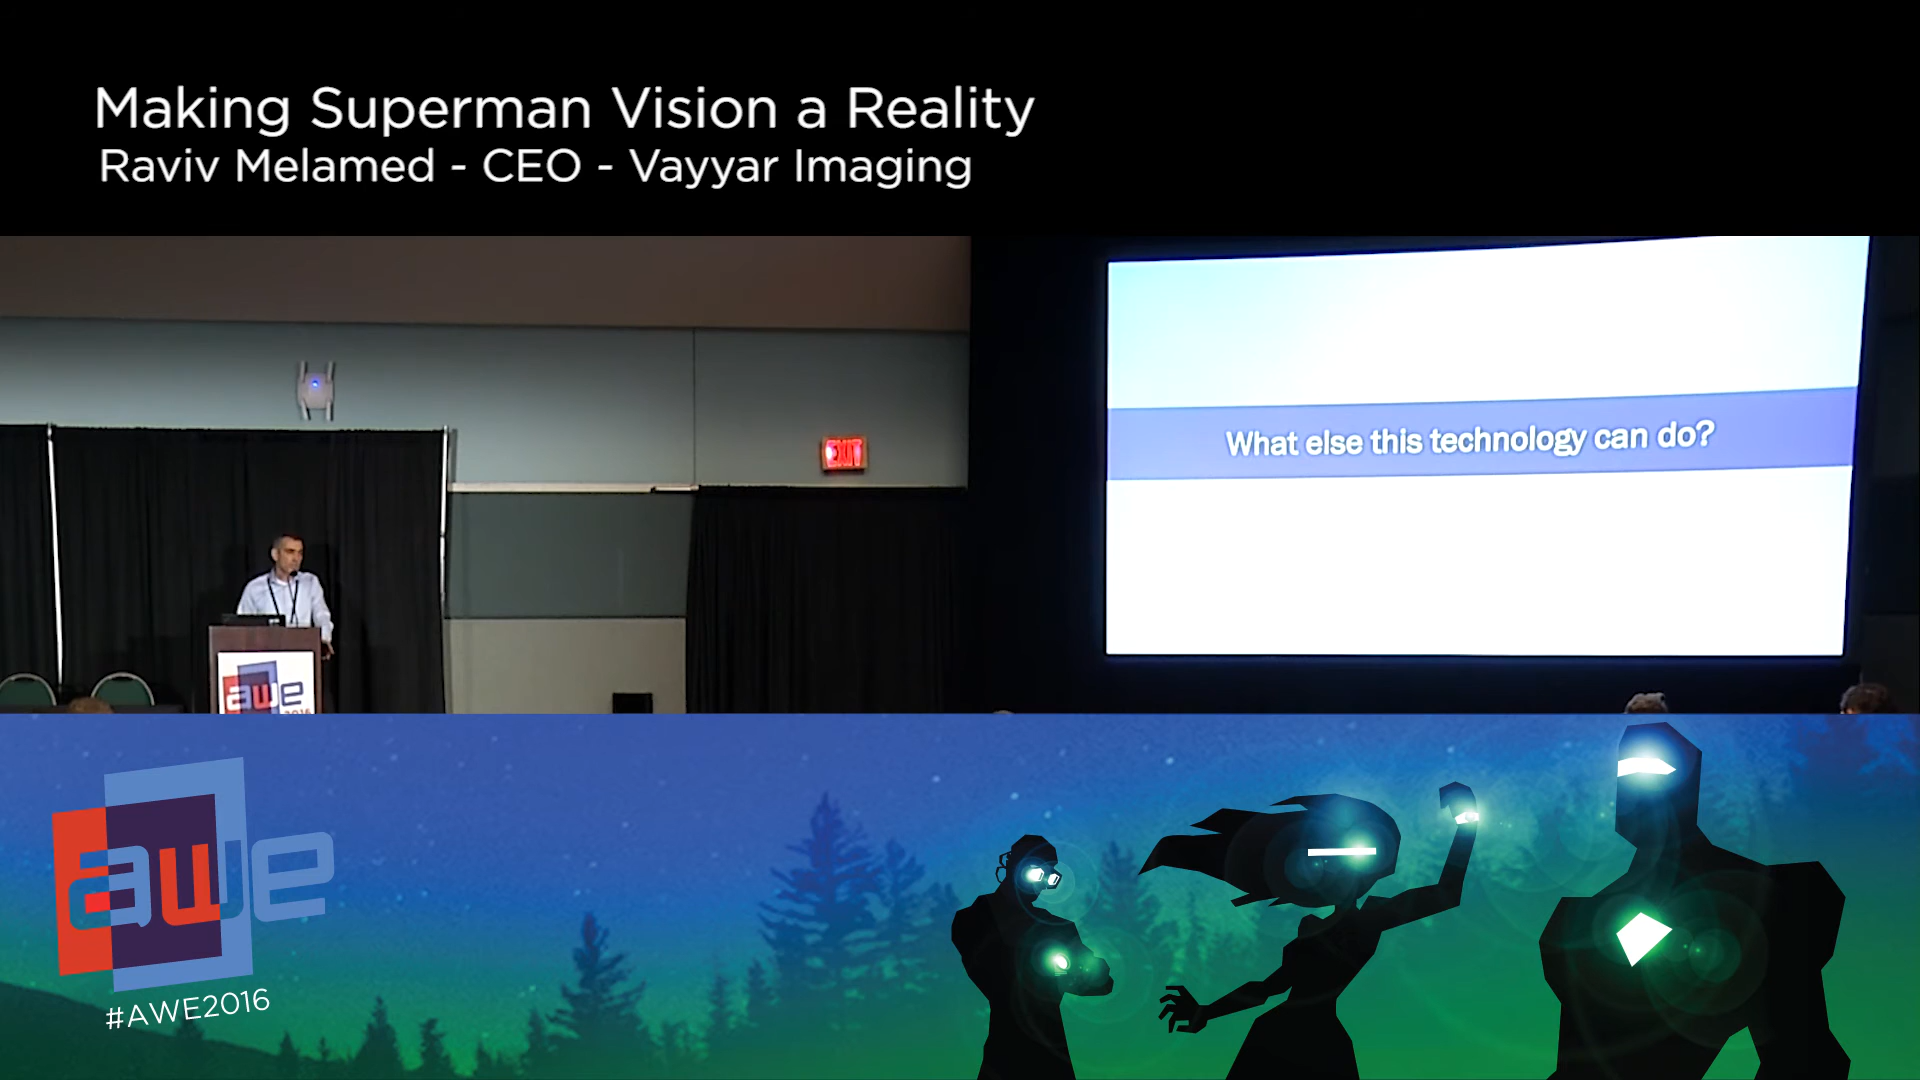 Making Superman Vision a Reality
Raviv Melamed - CEO - Vayyar Imaging
What else this technology can do?
EXIT
awe
2016
awe
#AWE2016